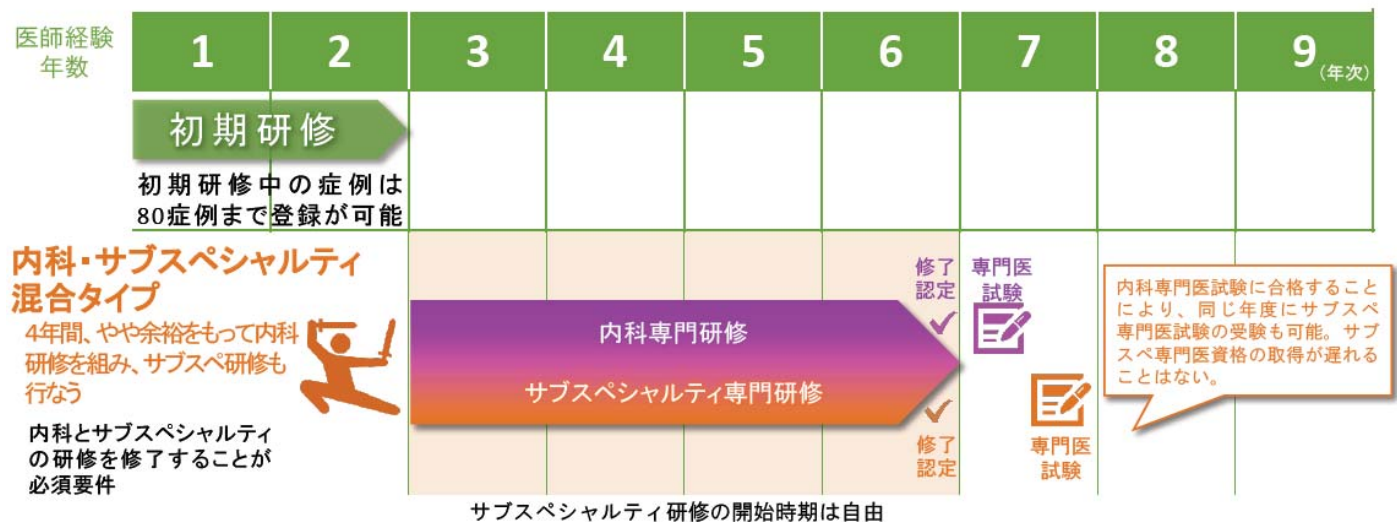 医師経験
年数
1 2 3 4 5 6 7 8 9(年次)
初期研修
初期研修中の症例は
80症例まで登録が可能
内科・サブスペシャルティ
混合タイプ
4年間、やや余裕をもって内科
研修を組み、サブスペ研修も
行なう
内科とサブスペシャルティ
の研修を修了することが
必須要件
内科専門研修
サブスペシャルティ専門研修
修了
認定
専門医
試験
修了
認定
専門医
試験
内科専門医試験に合格すること
により、同じ年度にサブスペ
専門医試験の受験も可能。サブ
スペ専門医資格の取得が遅れる
ことはない。
サブスペシャルティ研修の開始時期は自由